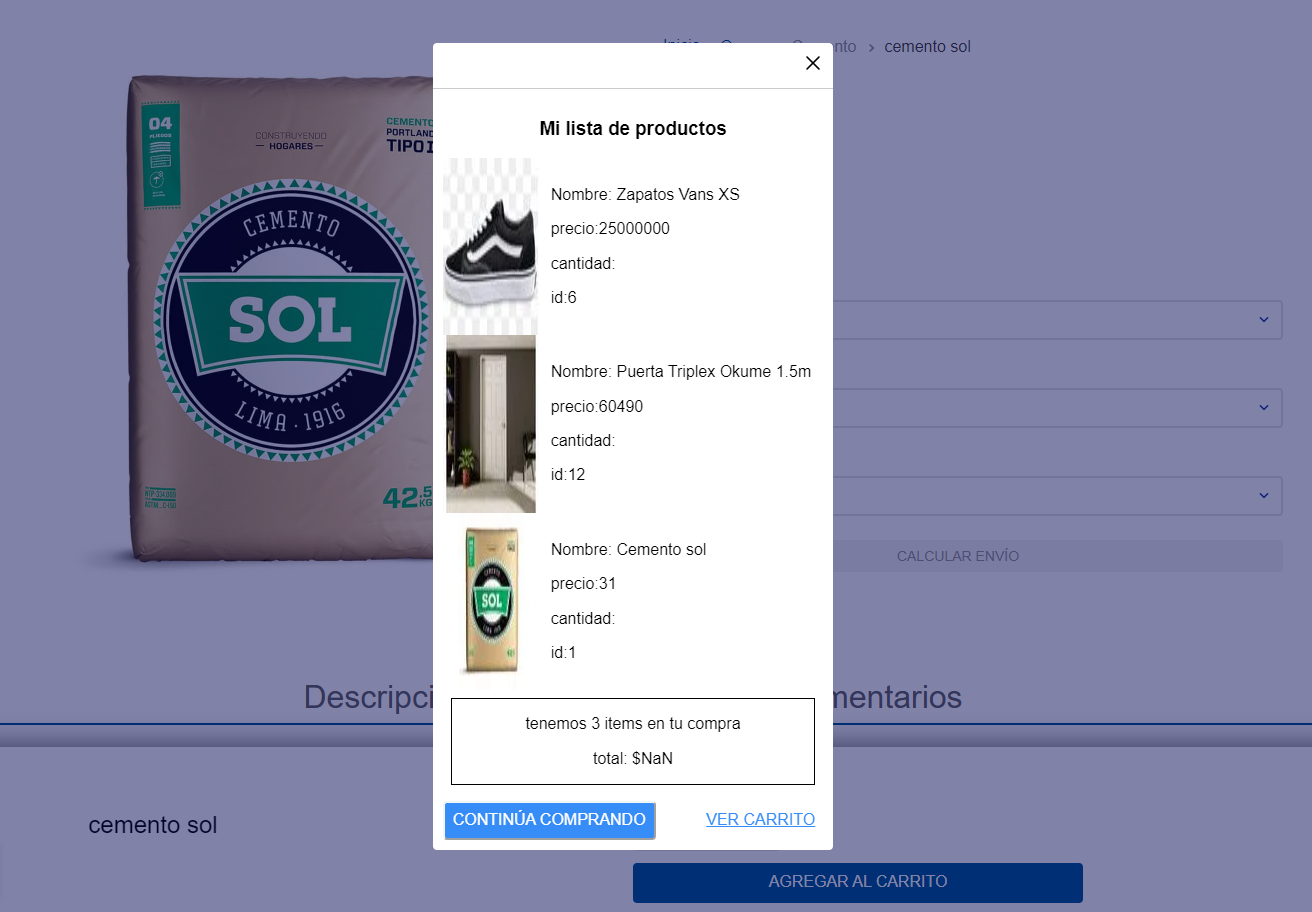 Inicio
nto › cemento sol
04
PLIEGOS
CONSTRUYENDO
— HOGARES —
CEMENTO
PORTLAND
TIPO I
CEMENTO
SOL
LIMA · 1916
42.5
KG
Mi lista de productos
Nombre: Zapatos Vans XS
precio:25000000
cantidad:
id:6
Nombre: Puerta Triplex Okume 1.5m
precio:60490
cantidad:
id:12
CEMENTO
SOL
Nombre: Cemento sol
precio:31
cantidad:
id:1
CALCULAR ENVÍO
Descripci
mentarios
tenemos 3 items en tu compra
total: $NaN
CONTINÚA COMPRANDO
VER CARRITO
cemento sol
AGREGAR AL CARRITO